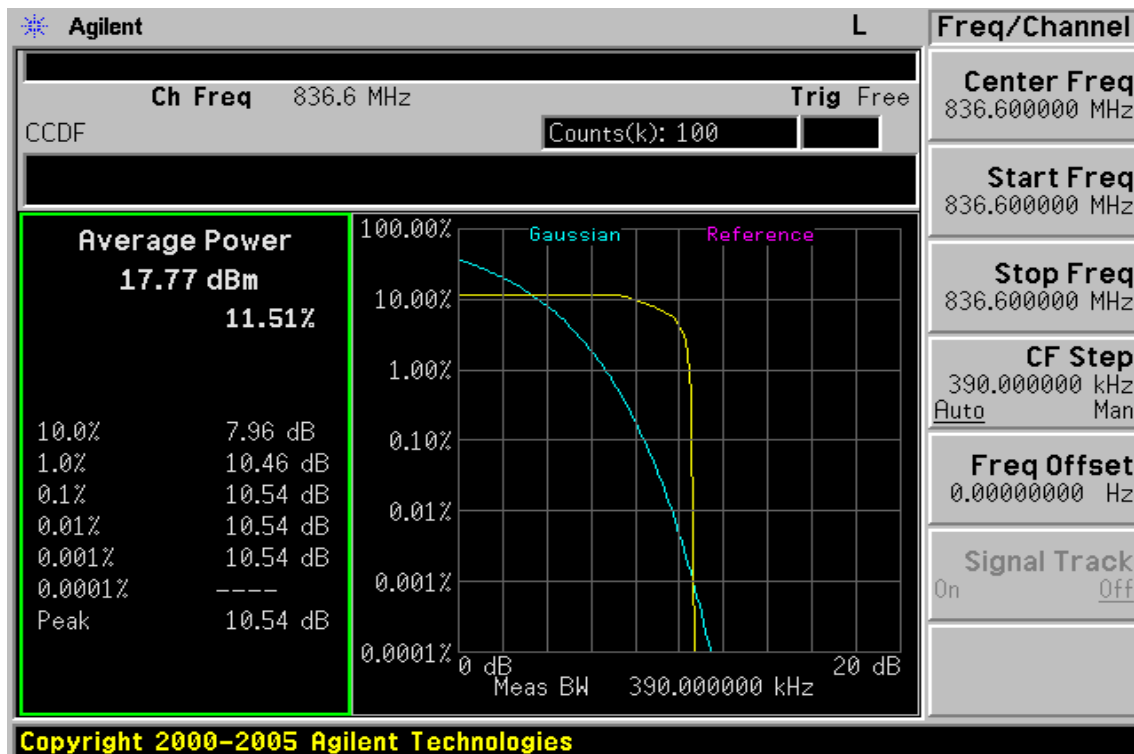 Agilent L Freq/Channel
Ch Freq 836.6 MHz Trig Free
CCDF Counts(k): 100
Average Power
17.77 dBm
11.51%
10.0% 7.96 dB
1.0% 10.46 dB
0.1% 10.54 dB
0.01% 10.54 dB
0.001% 10.54 dB
0.0001% ----
Peak 10.54 dB
100.00%
Gaussian Reference
10.00%
1.00%
0.10%
0.01%
0.001%
0.0001%
0 dB 20 dB
Meas BW 390.000000 kHz
Center Freq
836.600000 MHz
Start Freq
836.600000 MHz
Stop Freq
836.600000 MHz
CF Step
390.000000 kHz
Auto Man
Freq Offset
0.00000000 Hz
Signal Track
On Off
Copyright 2000-2005 Agilent Technologies